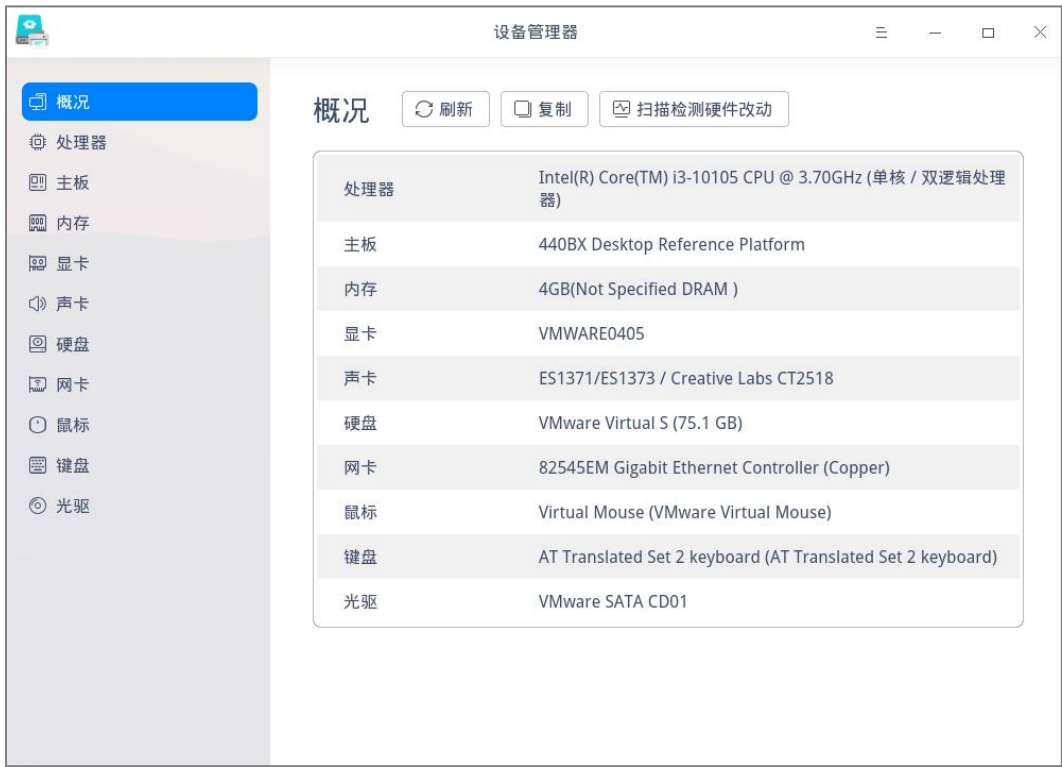 设备管理器
概况
处理器
主板
内存
显卡
声卡
硬盘
网卡
鼠标
键盘
光驱
概况 刷新 复制 扫描检测硬件改动
处理器 Intel(R) Core(TM) i3-10105 CPU @ 3.70GHz (单核 / 双逻辑处理
器)
主板 440BX Desktop Reference Platform
内存 4GB(Not Specified DRAM )
显卡 VMWARE0405
声卡 ES1371/ES1373 / Creative Labs CT2518
硬盘 VMware Virtual S (75.1 GB)
网卡 82545EM Gigabit Ethernet Controller (Copper)
鼠标 Virtual Mouse (VMware Virtual Mouse)
键盘 AT Translated Set 2 keyboard (AT Translated Set 2 keyboard)
光驱 VMware SATA CD01